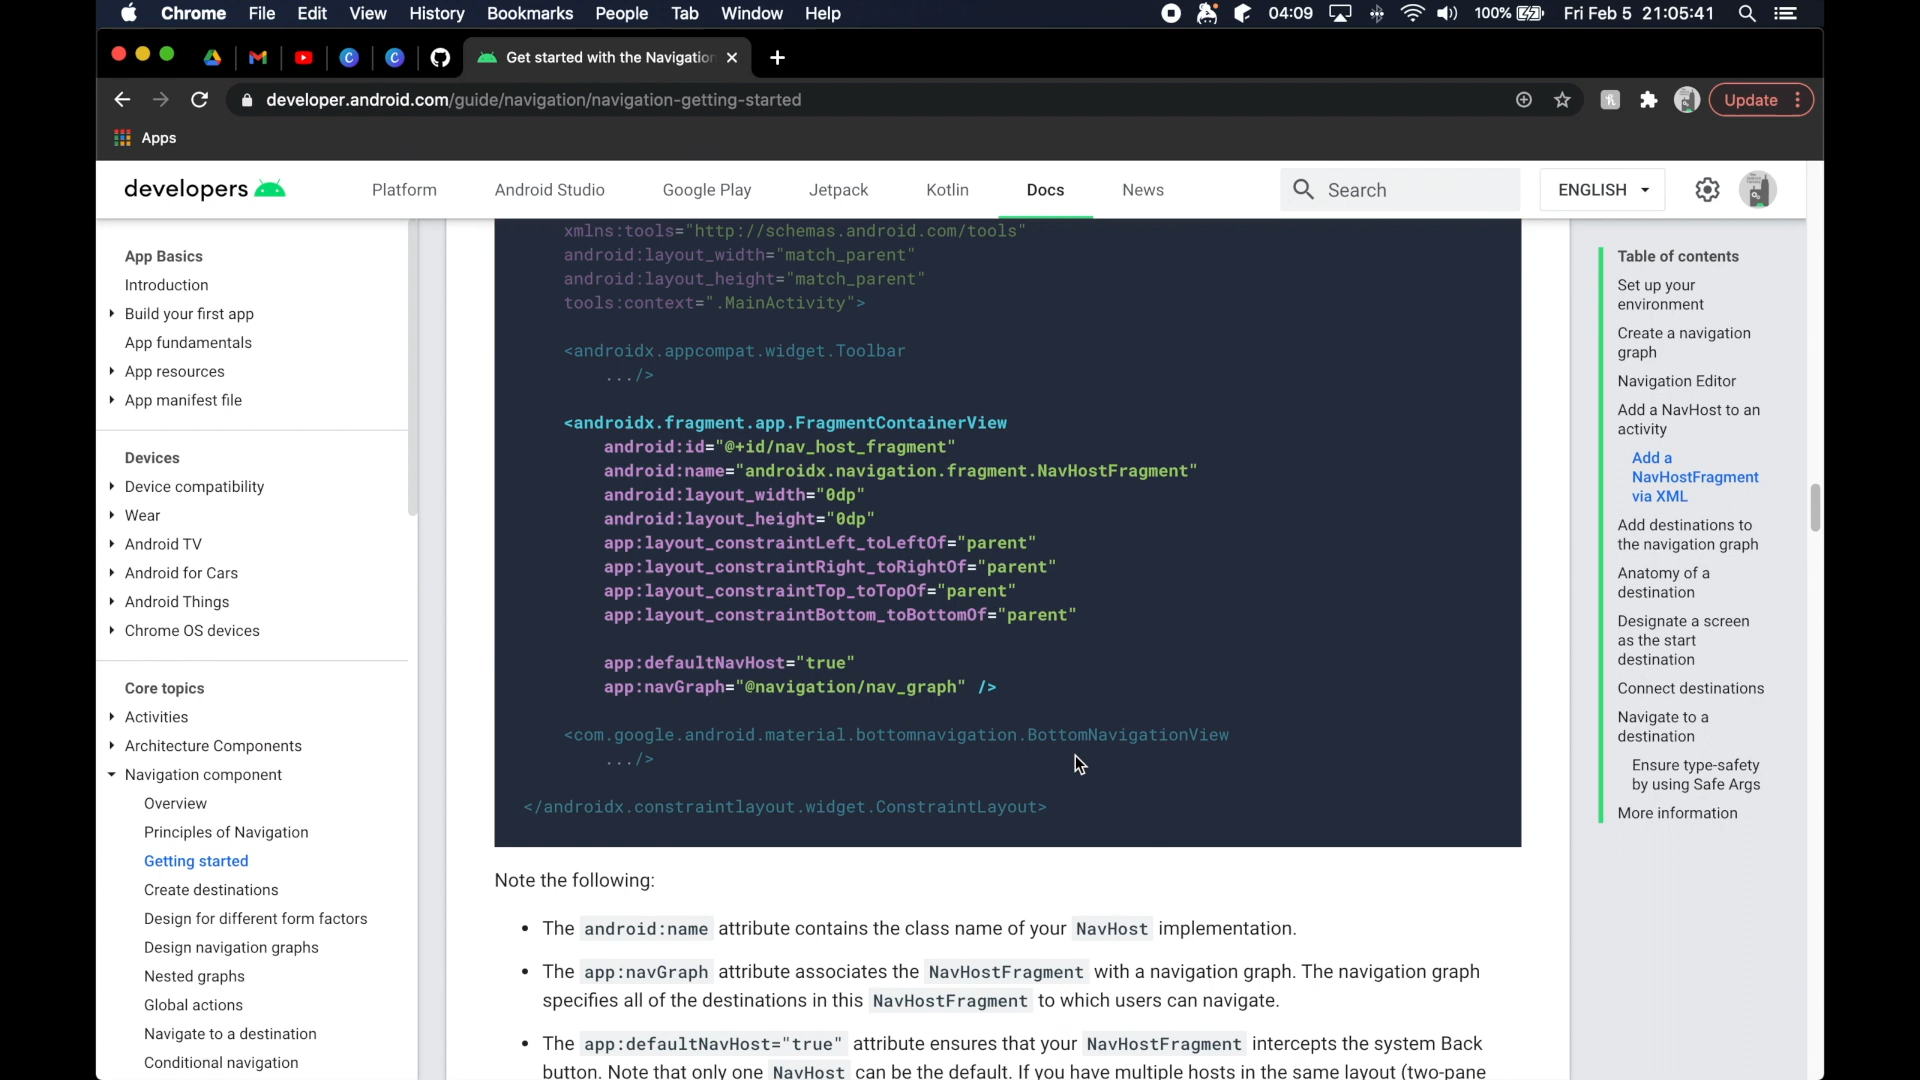 Chrome File Edit View History Bookmarks People Tab Window Help 04:09 100% Fri Feb 5 21:05:41
Get started with the Navigation
developer.android.com/guide/navigation/navigation-getting-started Update
Apps
developers Platform Android Studio Google Play Jetpack Kotlin Docs News Search ENGLISH
App Basics
Introduction
Build your first app
App fundamentals
App resources
App manifest file
Devices
Device compatibility
Wear
Android TV
Android for Cars
Android Things
Chrome OS devices
Core topics
Activities
Architecture Components
Navigation component
Overview
Principles of Navigation
Getting started
Create destinations
Design for different form factors
Design navigation graphs
Nested graphs
Global actions
Navigate to a destination
Conditional navigation
xmlns:tools="http://schemas.android.com/tools"
android:layout_width="match_parent"
android:layout_height="match_parent"
tools:context=".MainActivity">
<androidx.appcompat.widget.Toolbar
.../>
<androidx.fragment.app.FragmentContainerView
android:id="@+id/nav_host_fragment"
android:name="androidx.navigation.fragment.NavHostFragment"
android:layout_width="0dp"
android:layout_height="0dp"
app:layout_constraintLeft_toLeftOf="parent"
app:layout_constraintRight_toRightOf="parent"
app:layout_constraintTop_toTopOf="parent"
app:layout_constraintBottom_toBottomOf="parent"
app:defaultNavHost="true"
app:navGraph="@navigation/nav_graph" />
<com.google.android.material.bottomnavigation.BottomNavigationView
.../>
</androidx.constraintlayout.widget.ConstraintLayout>
Note the following:
• The android:name attribute contains the class name of your NavHost implementation.
• The app:navGraph attribute associates the NavHostFragment with a navigation graph. The navigation graph
specifies all of the destinations in this NavHostFragment to which users can navigate.
• The app:defaultNavHost="true" attribute ensures that your NavHostFragment intercepts the system Back
button. Note that only one NavHost can be the default. If you have multiple hosts in the same layout (two-pane
Table of contents
Set up your
environment
Create a navigation
graph
Navigation Editor
Add a NavHost to an
activity
Add a
NavHostFragment
via XML
Add destinations to
the navigation graph
Anatomy of a
destination
Designate a screen
as the start
destination
Connect destinations
Navigate to a
destination
Ensure type-safety
by using Safe Args
More information